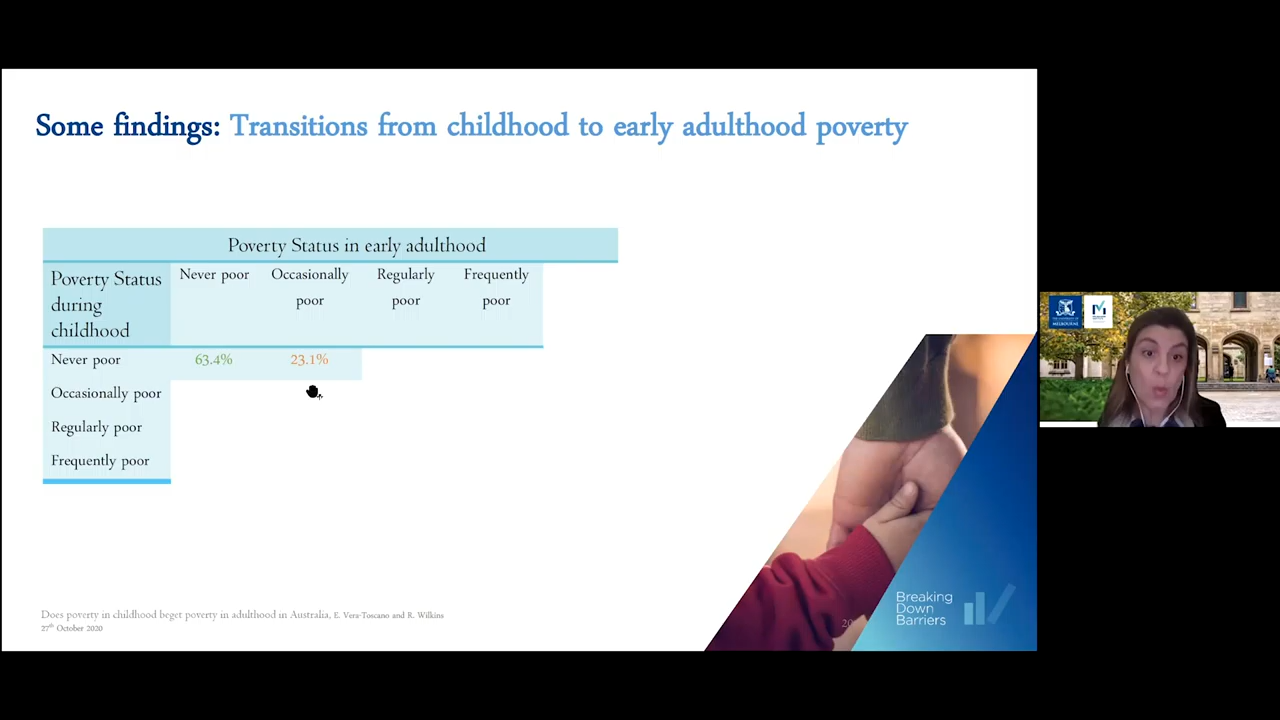 Some findings: Transitions from childhood to early adulthood poverty
Poverty Status in early adulthood
Poverty Status during childhood
Never poor
Occasionally poor
Regularly poor
Frequently poor
Never poor 63.4% 23.1%
Occasionally poor
Regularly poor
Frequently poor
Does poverty in childhood beget poverty in adulthood in Australia, E. Vera-Toscano and R. Wilkins
27th October 2020
20
Breaking
Down
Barriers
MELBOURNE